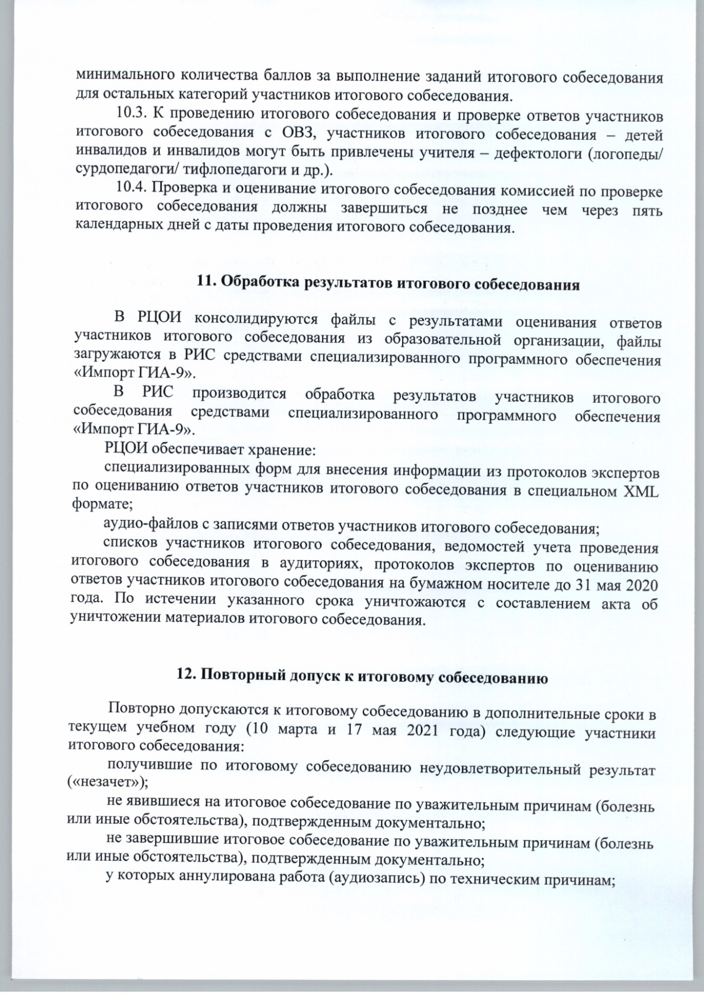 минимального количества баллов за выполнение заданий итогового собеседования
для остальных категорий участников итогового собеседования.
10.3. К проведению итогового собеседования и проверке ответов участников
итогового собеседования с ОВЗ, участников итогового собеседования – детей
инвалидов и инвалидов могут быть привлечены учителя – дефектологи (логопеды/
сурдопедагоги/ тифлопедагоги и др.).
10.4. Проверка и оценивание итогового собеседования комиссией по проверке
итогового собеседования должны завершиться не позднее чем через пять
календарных дней с даты проведения итогового собеседования.
11. Обработка результатов итогового собеседования
В РЦОИ консолидируются файлы с результатами оценивания ответов
участников итогового собеседования из образовательной организации, файлы
загружаются в РИС средствами специализированного программного обеспечения
«Импорт ГИА-9».
В РИС производится обработка результатов участников итогового
собеседования средствами специализированного программного обеспечения
«Импорт ГИА-9».
РЦОИ обеспечивает хранение:
специализированных форм для внесения информации из протоколов экспертов
по оцениванию ответов участников итогового собеседования в специальном XML
формате;
аудио-файлов с записями ответов участников итогового собеседования;
списков участников итогового собеседования, ведомостей учета проведения
итогового собеседования в аудиториях, протоколов экспертов по оцениванию
ответов участников итогового собеседования на бумажном носителе до 31 мая 2020
года. По истечении указанного срока уничтожаются с составлением акта об
уничтожении материалов итогового собеседования.
12. Повторный допуск к итоговому собеседованию
Повторно допускаются к итоговому собеседованию в дополнительные сроки в
текущем учебном году (10 марта и 17 мая 2021 года) следующие участники
итогового собеседования:
получившие по итоговому собеседованию неудовлетворительный результат
(«незачет»);
не явившиеся на итоговое собеседование по уважительным причинам (болезнь
или иные обстоятельства), подтвержденным документально;
не завершившие итоговое собеседование по уважительным причинам (болезнь
или иные обстоятельства), подтвержденным документально;
у которых аннулирована работа (аудиозапись) по техническим причинам;